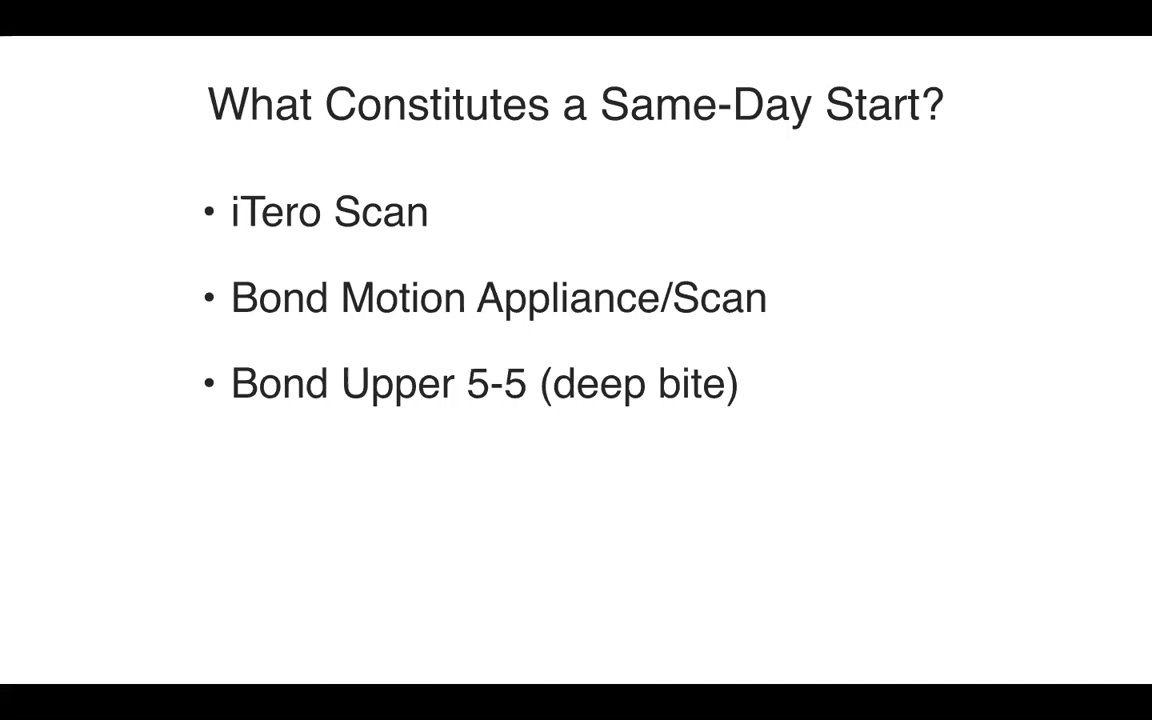 What Constitutes a Same-Day Start?
• iTero Scan
• Bond Motion Appliance/Scan
• Bond Upper 5-5 (deep bite)